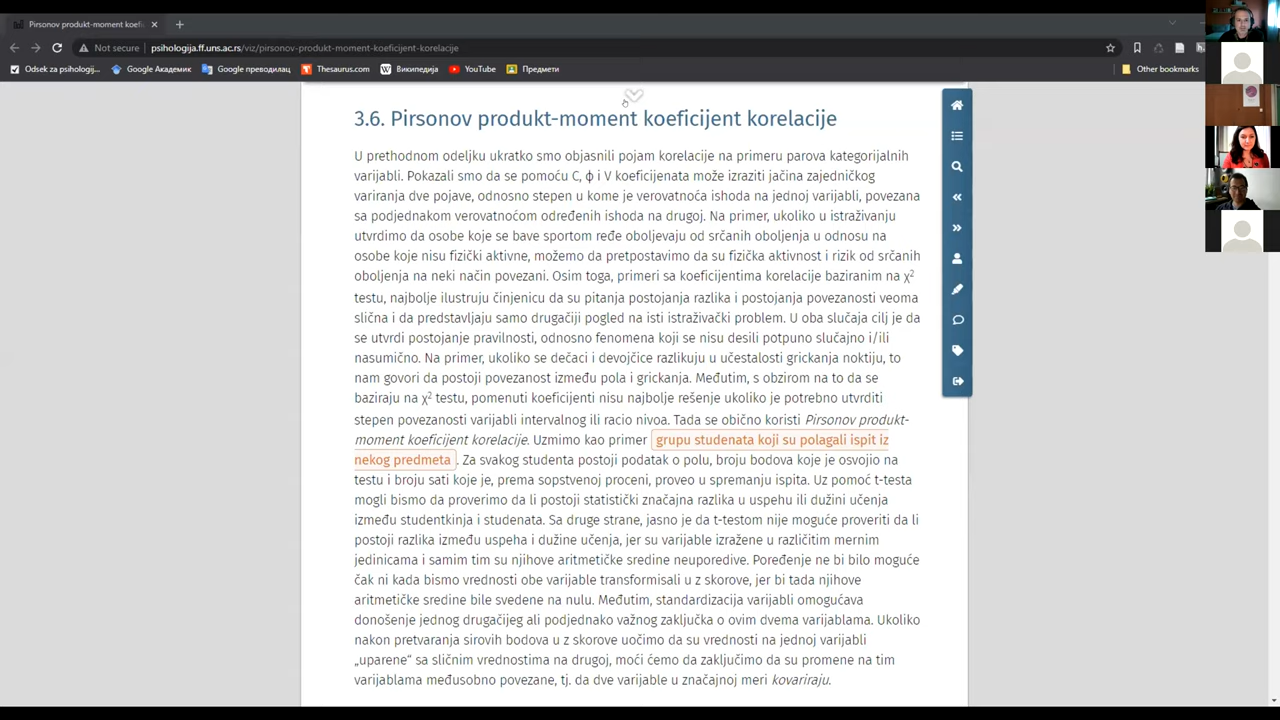 Pirsonov produkt-moment koefi
Not secure
psihologija.ff.uns.ac.rs/viz/pirsonov-produkt-moment-koeficijent-korelacije
Odsek za psihologij...
Google Академик
Google преводилац
Thesaurus.com
Википедија
YouTube
Предмети
Other bookmarks
3.6. Pirsonov produkt-moment koeficijent korelacije
U prethodnom odeljku ukratko smo objasnili pojam korelacije na primeru parova kategorijalnih
varijabli. Pokazali smo da se pomoću C, ϕ i V koeficijenata može izraziti jačina zajedničkog
variranja dve pojave, odnosno stepen u kome je verovatnoća ishoda na jednoj varijabli, povezana
sa podjednakom verovatnoćom određenih ishoda na drugoj. Na primer, ukoliko u istraživanju
utvrdimo da osobe koje se bave sportom ređe oboljevaju od srčanih oboljenja u odnosu na
osobe koje nisu fizički aktivne, možemo da pretpostavimo da su fizička aktivnost i rizik od srčanih
oboljenja na neki način povezani. Osim toga, primeri sa koeficijentima korelacije baziranim na χ²
testu, najbolje ilustruju činjenicu da su pitanja postojanja razlika i postojanja povezanosti veoma
slična i da predstavljaju samo drugačiji pogled na isti istraživački problem. U oba slučaja cilj je da
se utvrdi postojanje pravilnosti, odnosno fenomena koji se nisu desili potpuno slučajno i/ili
nasumično. Na primer, ukoliko se dečaci i devojčice razlikuju u učestalosti grickanja noktiju, to
nam govori da postoji povezanost između pola i grickanja. Međutim, s obzirom na to da se
baziraju na χ² testu, pomenuti koeficijenti nisu najbolje rešenje ukoliko je potrebno utvrditi
stepen povezanosti varijabli intervalnog ili racio nivoa. Tada se obično koristi Pirsonov produkt-
moment koeficijent korelacije. Uzmimo kao primer grupu studenata koji su polagali ispit iz
nekog predmeta. Za svakog studenta postoji podatak o polu, broju bodova koje je osvojio na
testu i broju sati koje je, prema sopstvenoj proceni, proveo u spremanju ispita. Uz pomoć t-testa
mogli bismo da proverimo da li postoji statistički značajna razlika u uspehu ili dužini učenja
između studentkinja i studenata. Sa druge strane, jasno je da t-testom nije moguće proveriti da li
postoji razlika između uspeha i dužine učenja, jer su varijable izražene u različitim mernim
jedinicama i samim tim su njihove aritmetičke sredine neuporedive. Poređenje ne bi bilo moguće
čak ni kada bismo vrednosti obe varijable transformisali u z skorove, jer bi tada njihove
aritmetičke sredine bile svedene na nulu. Međutim, standardizacija varijabli omogućava
donošenje jednog drugačijeg ali podjednako važnog zaključka o ovim dvema varijablama. Ukoliko
nakon pretvaranja sirovih bodova u z skorove uočimo da su vrednosti na jednoj varijabli
„uparene“ sa sličnim vrednostima na drugoj, moći ćemo da zaključimo da su promene na tim
varijablama međusobno povezane, tj. da dve varijable u značajnoj meri kovariraju.